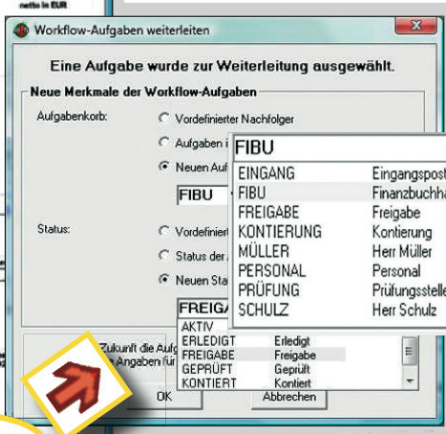 netto in EUR
Workflow-Aufgaben weiterleiten
Eine Aufgabe wurde zur Weiterleitung ausgewählt.
Neue Merkmale der Workflow-Aufgaben
Aufgabenkorb:
Vordefinierter Nachfolger
Aufgaben i
Neuen Auf
FIBU
FIBU
EINGANG Eingangspost
FIBU Finanzbuchha
FREIGABE Freigabe
KONTIERUNG Kontierung
MÜLLER Herr Müller
PERSONAL Personal
PRÜFUNG Prüfungsstelle
SCHULZ Herr Schulz
Status:
Vordefiniert
Status der
Neuen Sta
FREIGA
AKTIV
ERLEDIGT Erledigt
FREIGABE Freigabe
GEPRÜFT Geprüft
KONTIERT Kontiert
Zukunft die Aufg
Angaben für
OK
Abbrechen